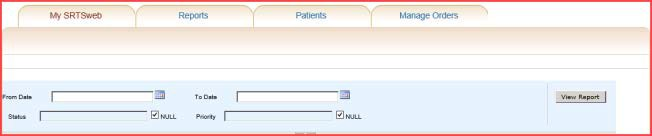 My SRTSweb Reports Patients Manage Orders
From Date To Date View Report
Status NULL Priority NULL